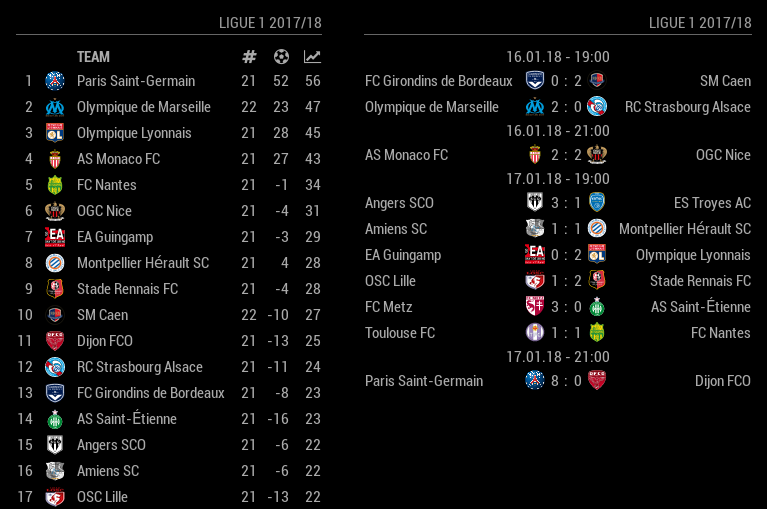 LIGUE 1 2017/18
TEAM #
1 Paris Saint-Germain 21 52 56
2 Olympique de Marseille 22 23 47
3 Olympique Lyonnais 21 28 45
4 AS Monaco FC 21 27 43
5 FC Nantes 21 -1 34
6 OGC Nice 21 -4 31
7 EA Guingamp 21 -3 29
8 Montpellier Hérault SC 21 4 28
9 Stade Rennais FC 21 -4 28
10 SM Caen 22 -10 27
11 Dijon FCO 21 -13 25
12 RC Strasbourg Alsace 21 -11 24
13 FC Girondins de Bordeaux 21 -8 23
14 AS Saint-Étienne 21 -16 23
15 Angers SCO 21 -6 22
16 Amiens SC 21 -6 22
17 OSC Lille 21 -13 22
LIGUE 1 2017/18
16.01.18 - 19:00
FC Girondins de Bordeaux 0 : 2 SM Caen
Olympique de Marseille 2 : 0 RC Strasbourg Alsace
16.01.18 - 21:00
AS Monaco FC 2 : 2 OGC Nice
17.01.18 - 19:00
Angers SCO 3 : 1 ES Troyes AC
Amiens SC 1 : 1 Montpellier Hérault SC
EA Guingamp 0 : 2 Olympique Lyonnais
OSC Lille 1 : 2 Stade Rennais FC
FC Metz 3 : 0 AS Saint-Étienne
Toulouse FC 1 : 1 FC Nantes
17.01.18 - 21:00
Paris Saint-Germain 8 : 0 Dijon FCO